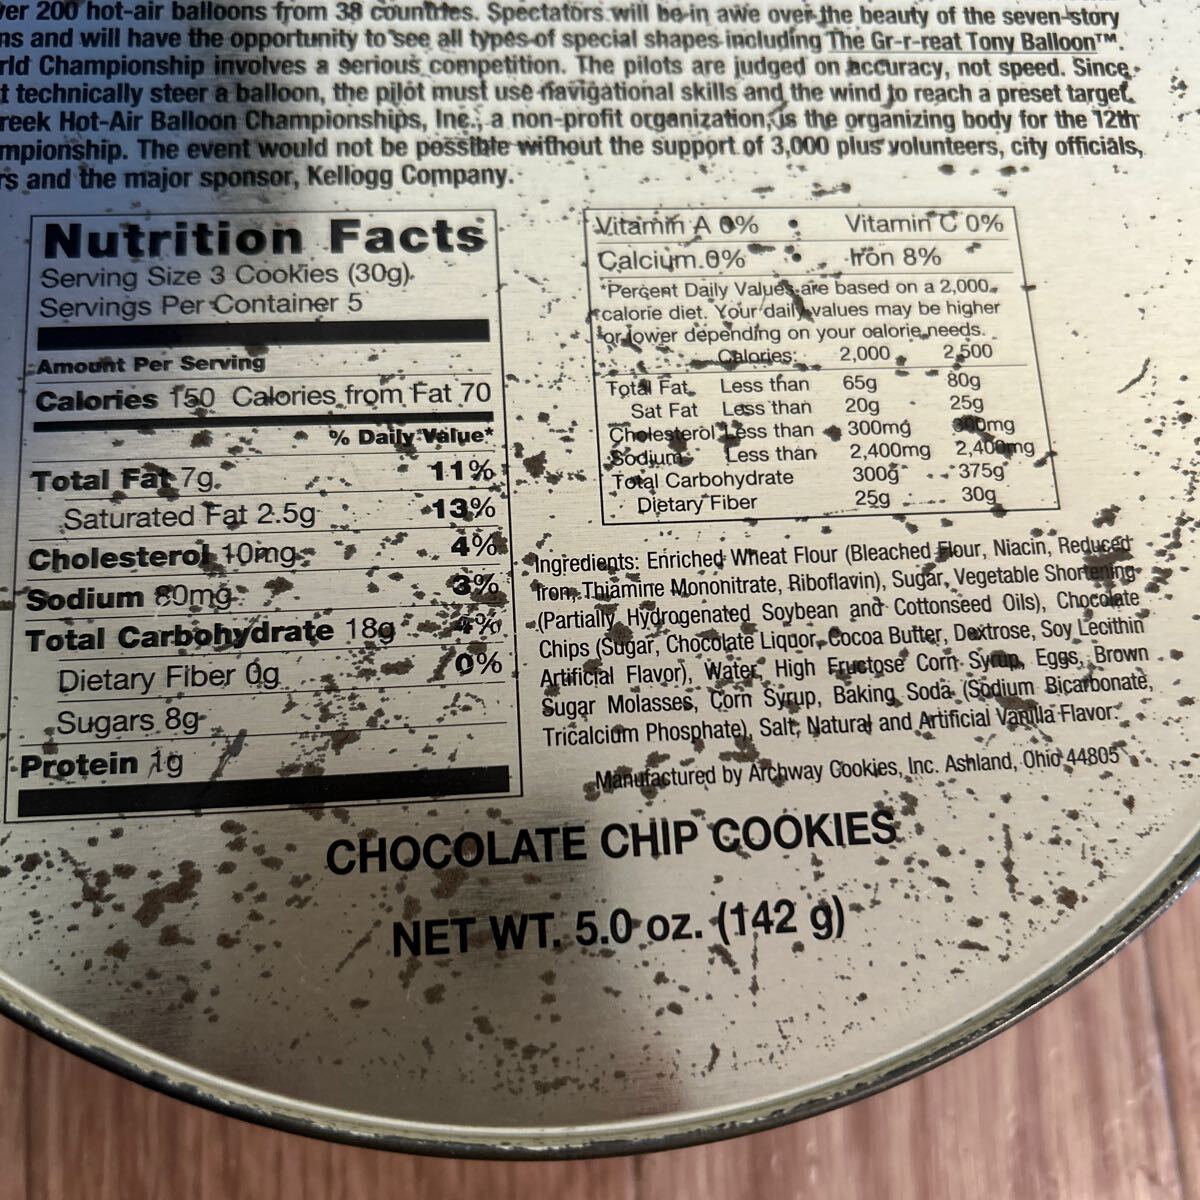 er 200 hot-air balloons from 38 countries. Spectators will be in awe over the beauty of the seven-story
ns and will have the opportunity to see all types of special shapes including The Gr-r-reat Tony Balloon™.
rld Championship involves a serious competition. The pilots are judged on accuracy, not speed. Since
t technically steer a balloon, the pilot must use navigational skills and the wind to reach a preset target.
reek Hot-Air Balloon Championships, Inc., a non-profit organization, is the organizing body for the 12th
mpionship. The event would not be possible without the support of 3,000 plus volunteers, city officials,
rs and the major sponsor, Kellogg Company.
Nutrition Facts
Serving Size 3 Cookies (30g)
Servings Per Container 5
Amount Per Serving
Calories 150 Calories from Fat 70
% Daily Value*
Total Fat 7g 11%
Saturated Fat 2.5g 13%
Cholesterol 10mg 4%
Sodium 80mg 3%
Total Carbohydrate 18g %
Dietary Fiber 0g 0%
Sugars 8g
Protein 1g
Vitamin A 0% • Vitamin C 0%
Calcium 0% • Iron 8%
*Percent Daily Values are based on a 2,000
calorie diet. Your daily values may be higher
or lower depending on your calorie needs.
Calories: 2,000 2,500
Total Fat Less than 65g 80g
Sat Fat Less than 20g 25g
Cholesterol Less than 300mg 300mg
Sodium Less than 2,400mg 2,400mg
Total Carbohydrate 300g 375g
Dietary Fiber 25g 30g
Ingredients: Enriched Wheat Flour (Bleached Flour, Niacin, Reduced
Iron, Thiamine Mononitrate, Riboflavin), Sugar, Vegetable Shortening
(Partially Hydrogenated Soybean and Cottonseed Oils), Chocolate
Chips (Sugar, Chocolate Liquor, Cocoa Butter, Dextrose, Soy Lecithin
Artificial Flavor), Water, High Fructose Corn Syrup, Eggs, Brown
Sugar Molasses, Corn Syrup, Baking Soda (Sodium Bicarbonate,
Tricalcium Phosphate), Salt, Natural and Artificial Vanilla Flavor.
Manufactured by Archway Cookies, Inc. Ashland, Ohio 44805
CHOCOLATE CHIP COOKIES
NET WT. 5.0 oz. (142 g)